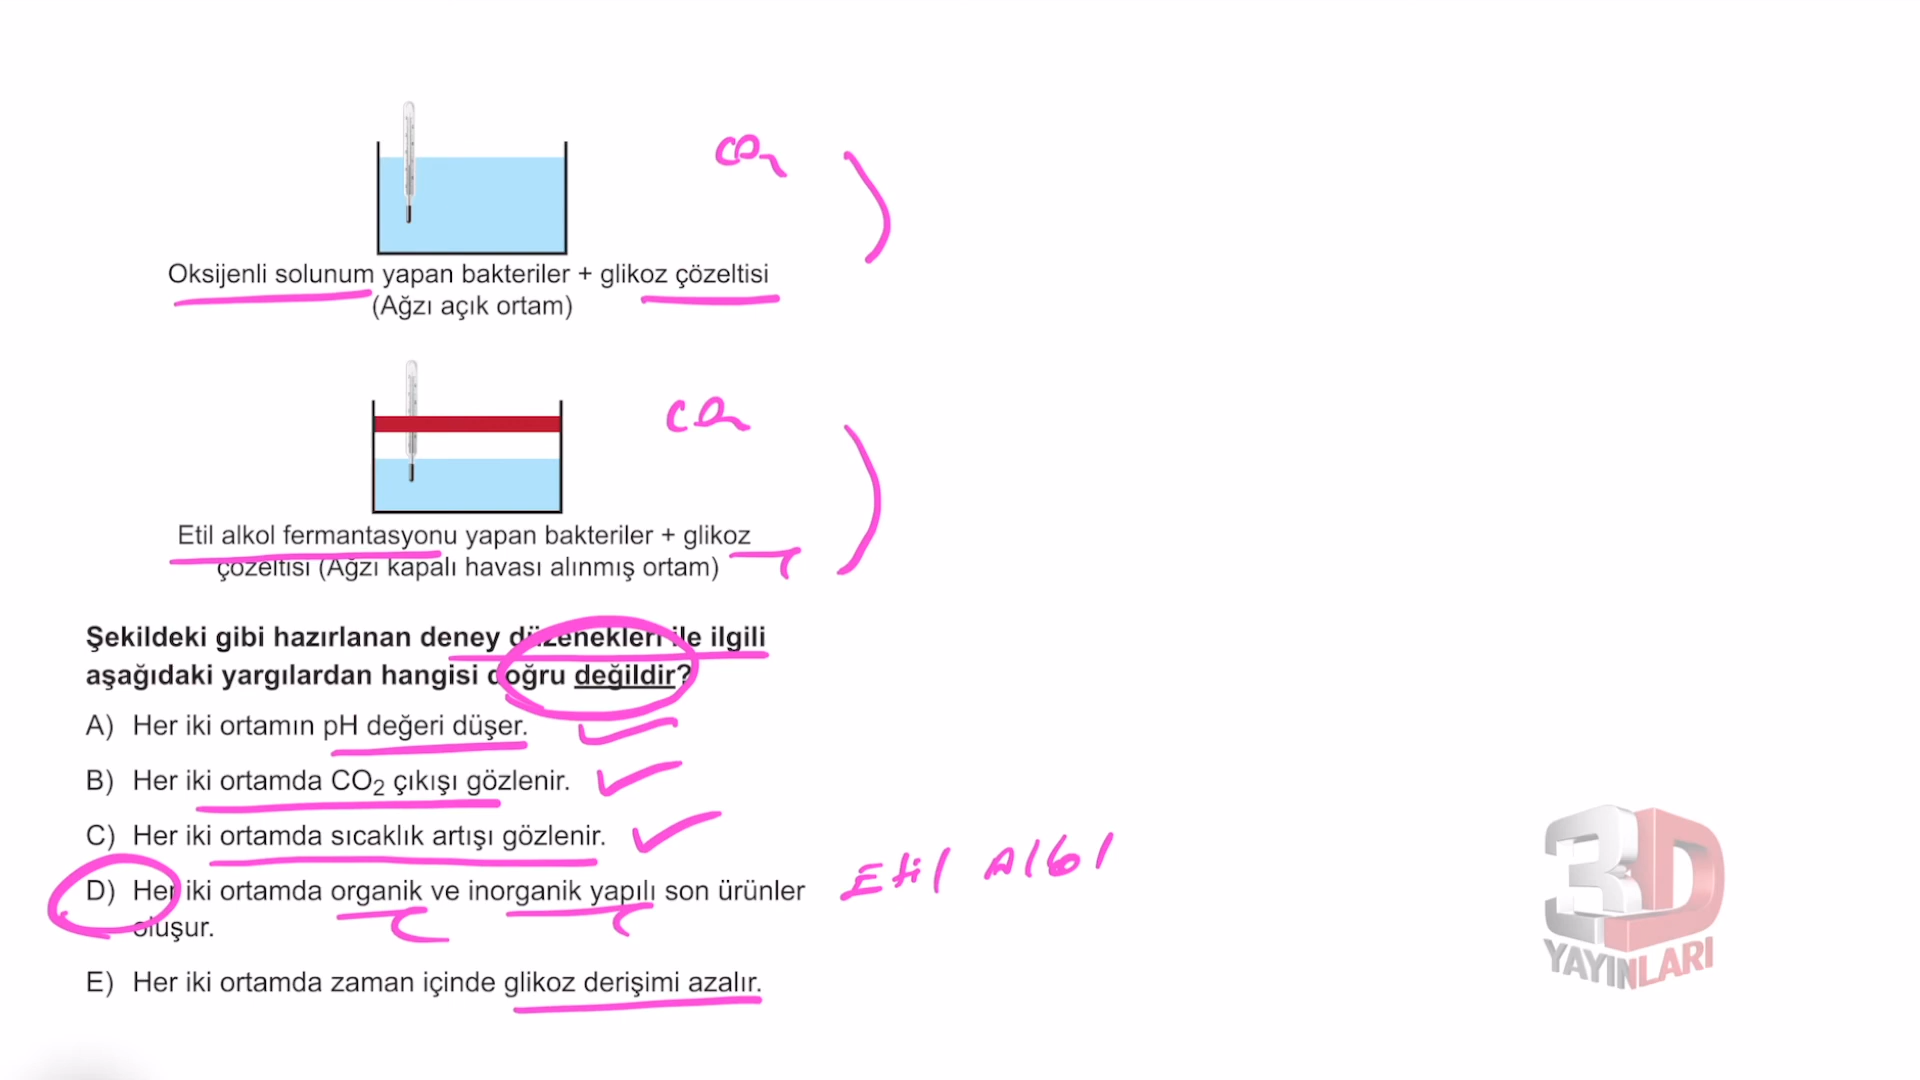 CO2
Oksijenli solunum yapan bakteriler + glikoz çözeltisi
(Ağzı açık ortam)
CO2
Etil alkol fermantasyonu yapan bakteriler + glikoz
çözeltisi (Ağzı kapalı havası alınmış ortam)
Şekildeki gibi hazırlanan deney düzenekleri ile ilgili
aşağıdaki yargılardan hangisi doğru değildir?
A) Her iki ortamın pH değeri düşer.
B) Her iki ortamda CO2 çıkışı gözlenir.
C) Her iki ortamda sıcaklık artışı gözlenir.
D) Her iki ortamda organik ve inorganik yapılı son ürünler
oluşur.
Etil Alkol
E) Her iki ortamda zaman içinde glikoz derişimi azalır.
3D
YAYINLARI